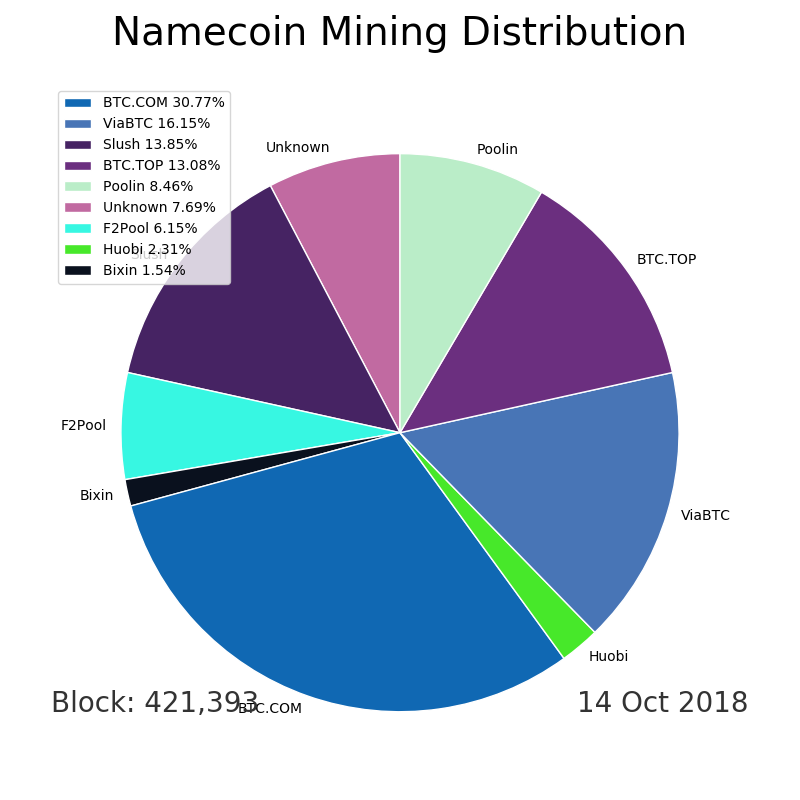 Namecoin Mining Distribution
BTC.COM 30.77%
ViaBTC 16.15%
Slush 13.85%
BTC.TOP 13.08%
Poolin 8.46%
Unknown 7.69%
F2Pool 6.15%
Huobi 2.31%
Bixin 1.54%
Unknown
Poolin
Slush
BTC.TOP
F2Pool
Bixin
ViaBTC
Huobi
BTC.COM
Block: 421,393
14 Oct 2018